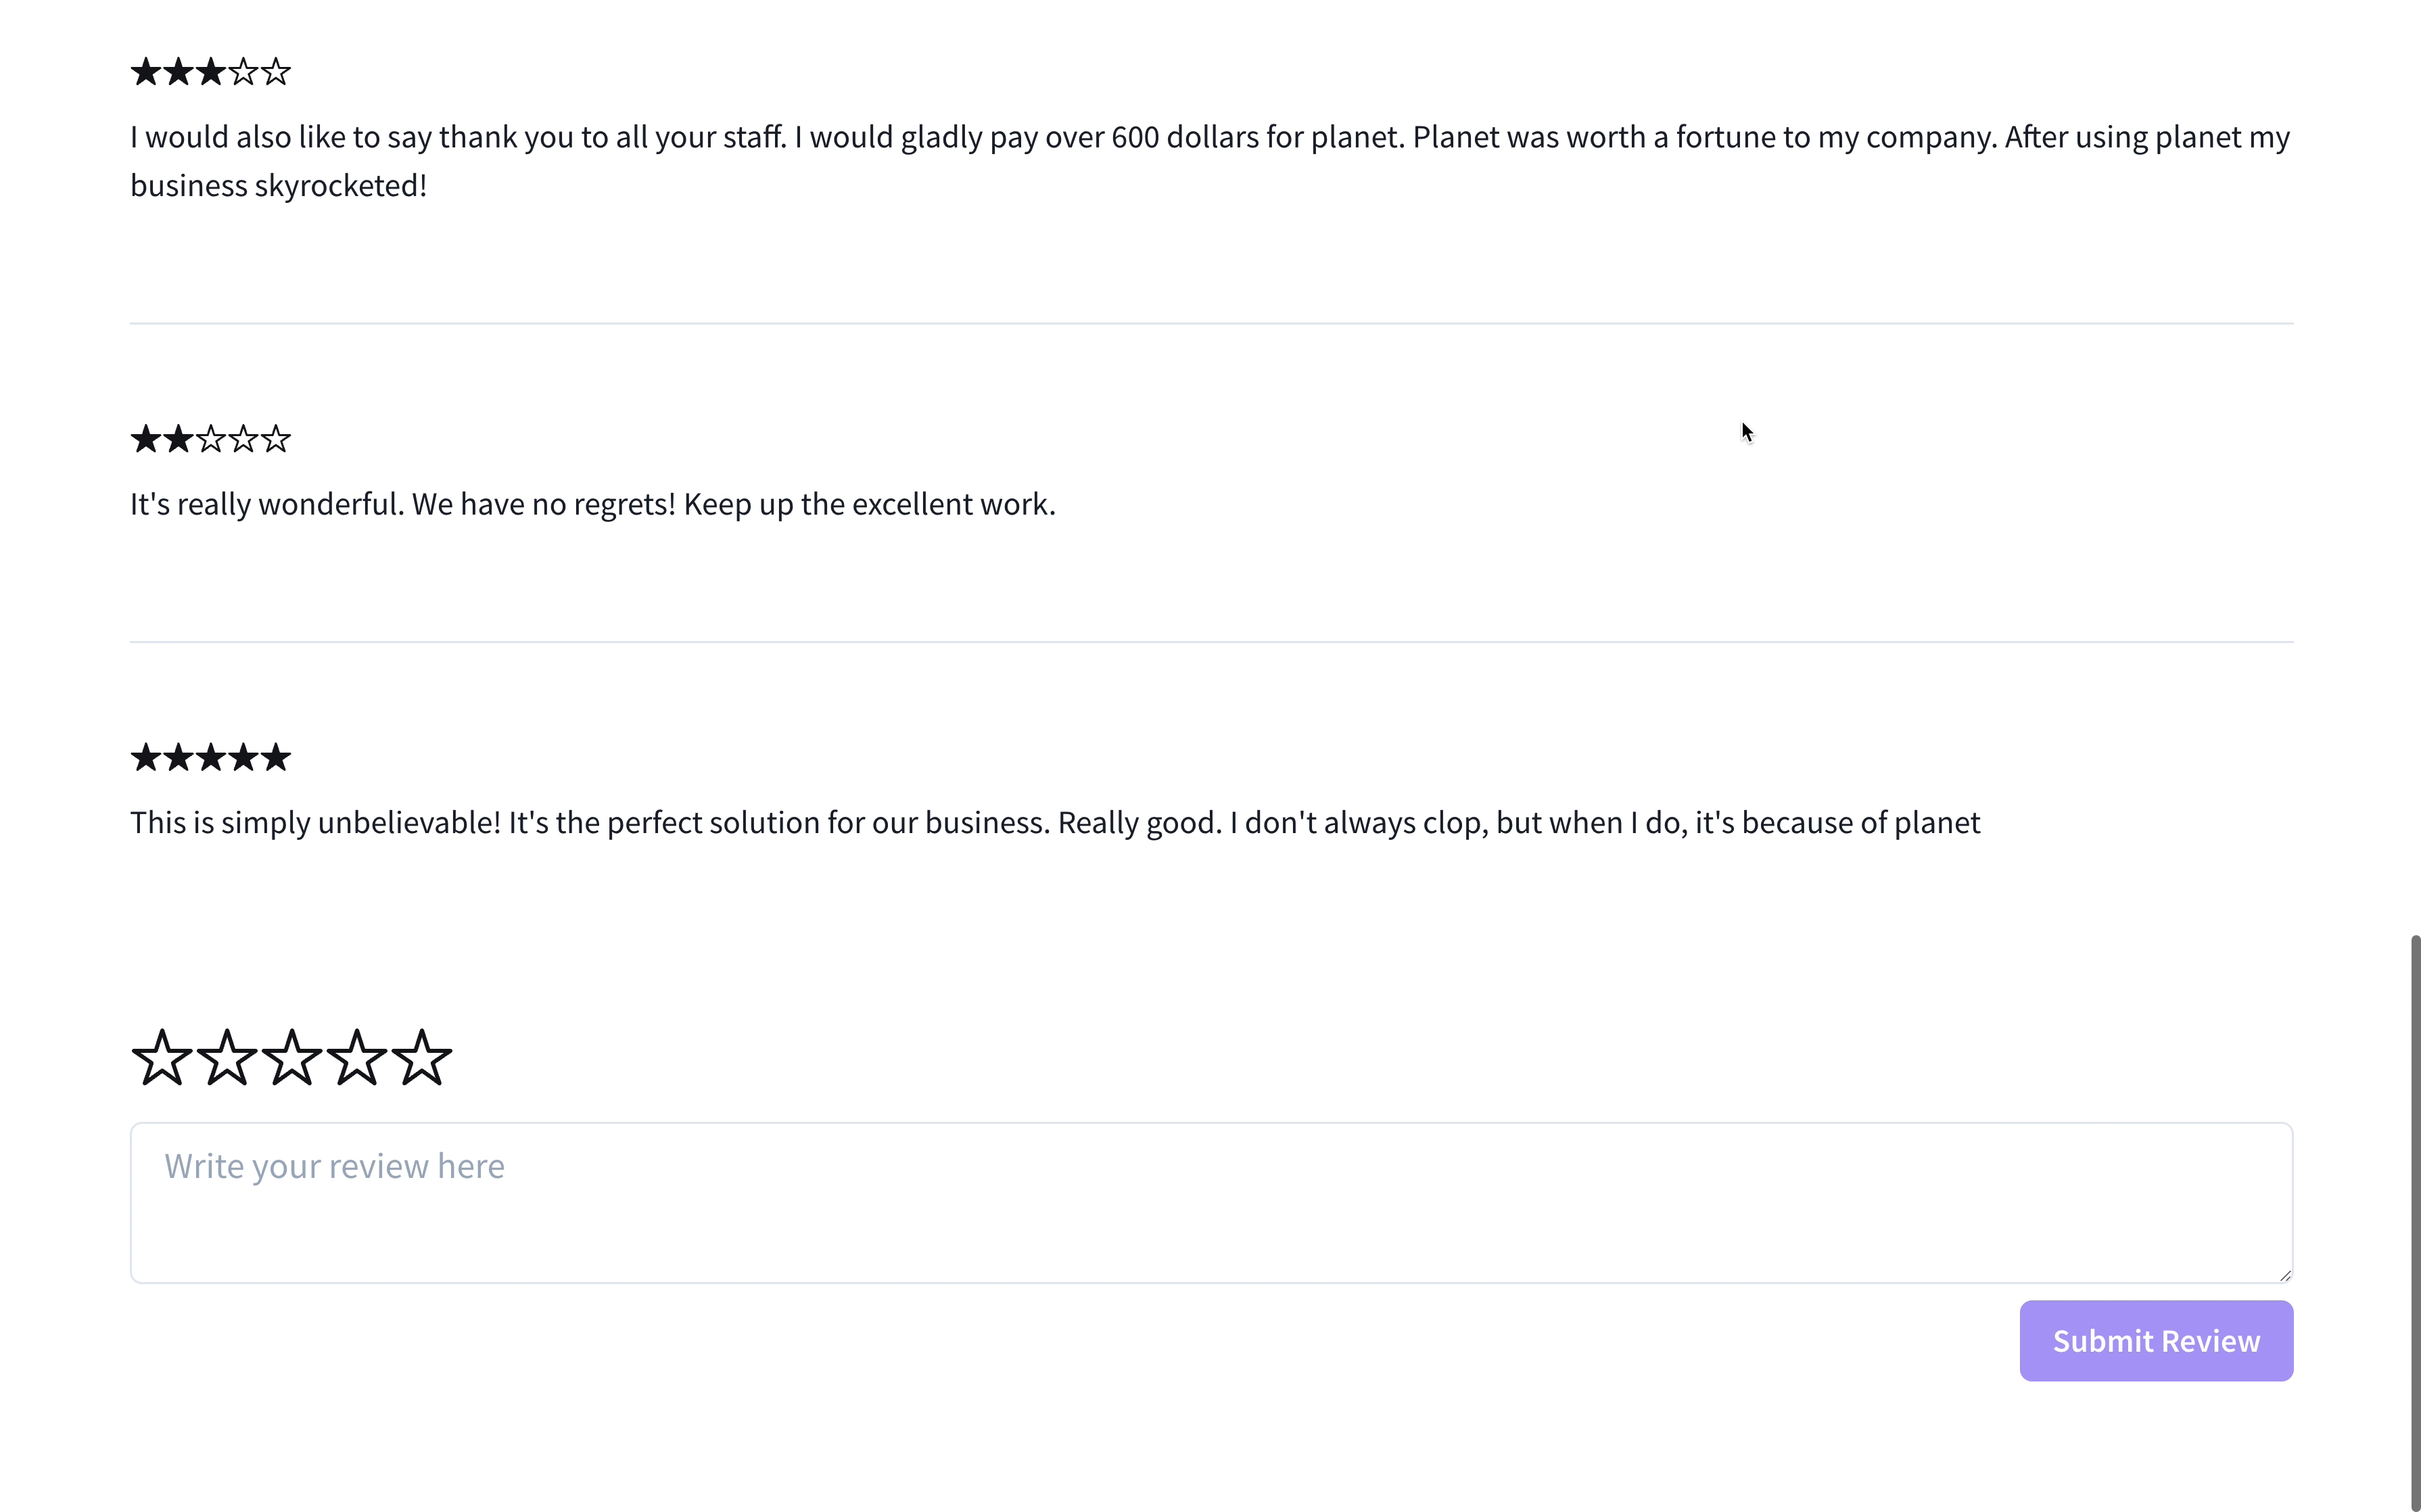 I would also like to say thank you to all your staff. I would gladly pay over 600 dollars for planet. Planet was worth a fortune to my company. After using planet my
business skyrocketed!
It's really wonderful. We have no regrets! Keep up the excellent work.
This is simply unbelievable! It's the perfect solution for our business. Really good. I don't always clop, but when I do, it's because of planet
Write your review here
Submit Review